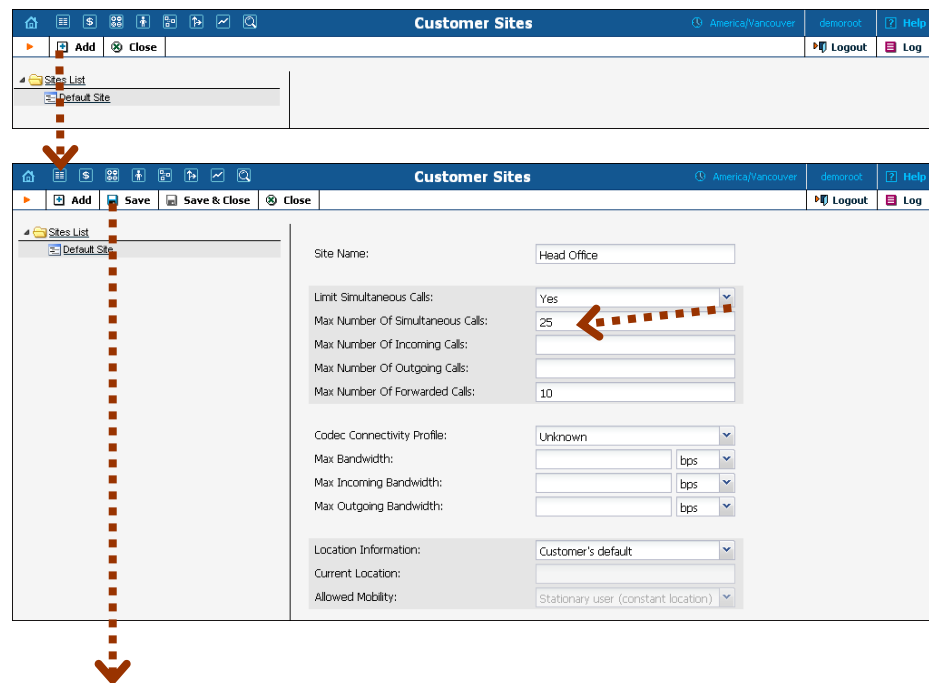 Customer Sites America/Vancouver demoroot ? Help
Add Close Logout Log
Sites List
Default Site
$ Customer Sites America/Vancouver demoroot ? Help
Add Save Save & Close Close Logout Log
Sites List
Default Site
Site Name: Head Office
Limit Simultaneous Calls: Yes
Max Number Of Simultaneous Calls: 25
Max Number Of Incoming Calls:
Max Number Of Outgoing Calls:
Max Number Of Forwarded Calls: 10
Codec Connectivity Profile: Unknown
Max Bandwidth: bps
Max Incoming Bandwidth: bps
Max Outgoing Bandwidth: bps
Location Information: Customer's default
Current Location:
Allowed Mobility: Stationary user (constant location)